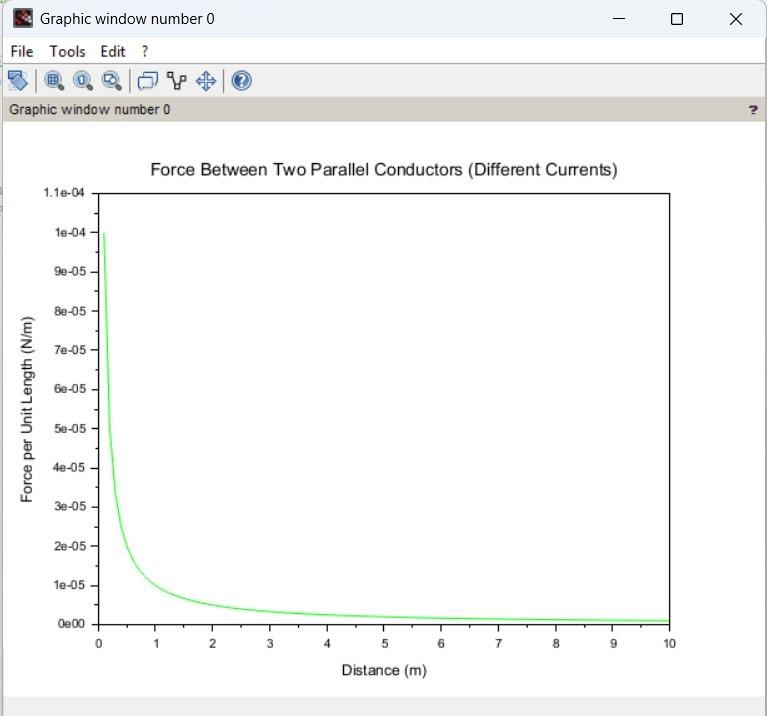 Graphic window number 0
File Tools Edit ?
Graphic window number 0 ?
Force Between Two Parallel Conductors (Different Currents)
1.1e-04
1e-04
9e-05
8e-05
7e-05
6e-05
5e-05
4e-05
3e-05
2e-05
1e-05
0e00
Force per Unit Length (N/m)
0 1 2 3 4 5 6 7 8 9 10
Distance (m)